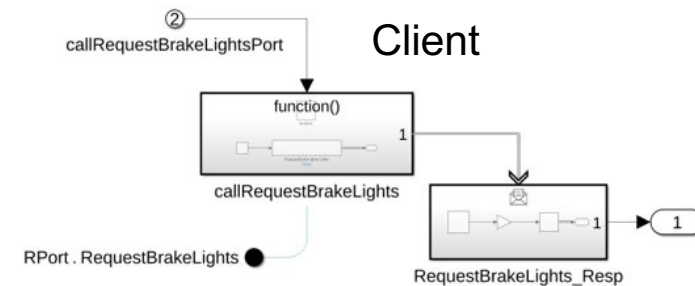 2
callRequestBrakeLightsPort
Client
function()
1
callRequestBrakeLights
RPort . RequestBrakeLights
1
1
RequestBrakeLights_Resp